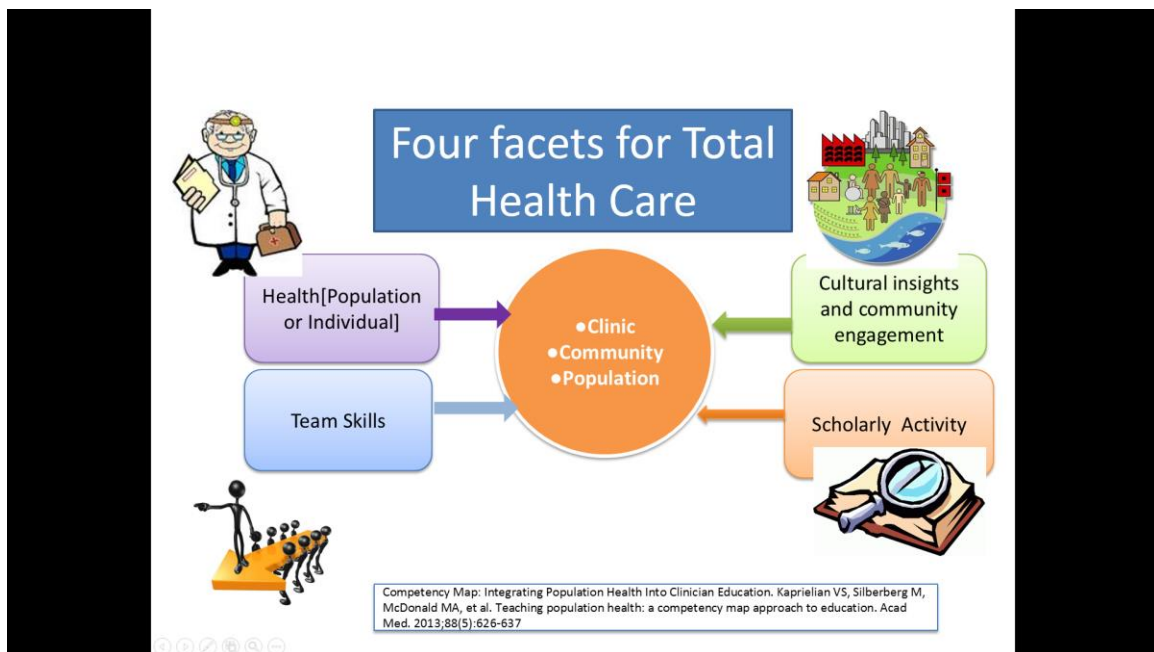 Four facets for Total
Health Care
Health[Population
or Individual]
Team Skills
●Clinic
●Community
●Population
Cultural insights
and community
engagement
Scholarly Activity
Competency Map: Integrating Population Health Into Clinician Education. Kaprielian VS, Silberberg M,
McDonald MA, et al. Teaching population health: a competency map approach to education. Acad
Med. 2013;88(5):626-637